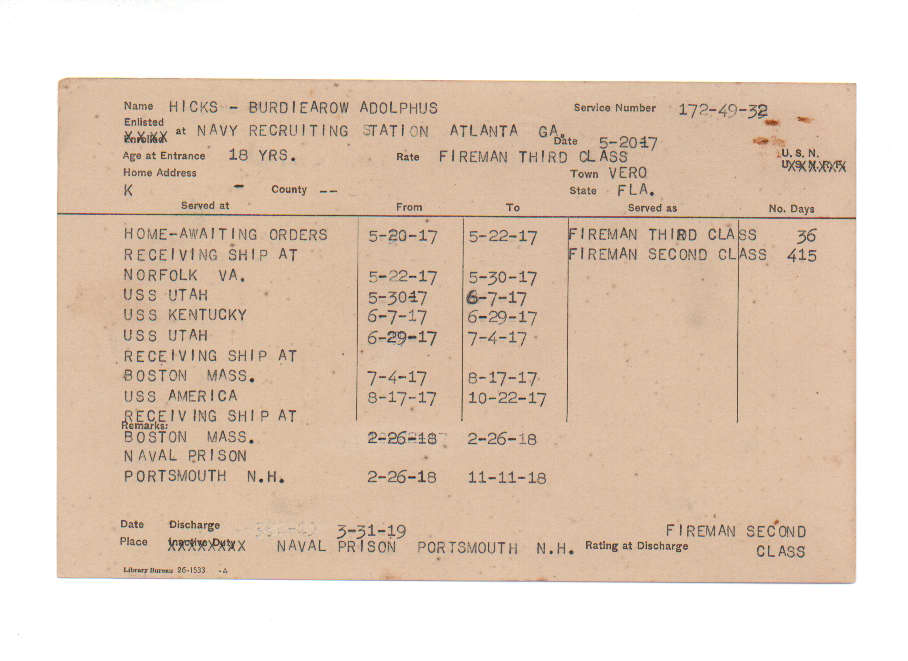 Name HICKS - BURDIEAROW ADOLPHUS Service Number 172-49-32
Enlisted
Enrolled at NAVY RECRUITING STATION ATLANTA GA. Date 5-2017
Age at Entrance 18 YRS. Rate FIREMAN THIRD CLASS U. S. N.
U. S. N. R. F.
Home Address Town VERO
K - County -- State FLA.
Served at From To Served as No. Days
HOME-AWAITING ORDERS 5-20-17 5-22-17 FIREMAN THIRD CLASS 36
RECEIVING SHIP AT FIREMAN SECOND CLASS 415
NORFOLK VA. 5-22-17 5-30-17
USS UTAH 5-3017 6-7-17
USS KENTUCKY 6-7-17 6-29-17
USS UTAH 6-29-17 7-4-17
RECEIVING SHIP AT
BOSTON MASS. 7-4-17 8-17-17
USS AMERICA 8-17-17 10-22-17
RECEIVING SHIP AT
Remarks:
BOSTON MASS. 2-26-18 2-26-18
NAVAL PRISON
PORTSMOUTH N.H. 2-26-18 11-11-18
Date Discharge 3-31-19 FIREMAN SECOND
Place Inactive Duty NAVAL PRISON PORTSMOUTH N.H. Rating at Discharge CLASS
Library Bureau 26-1533 -A